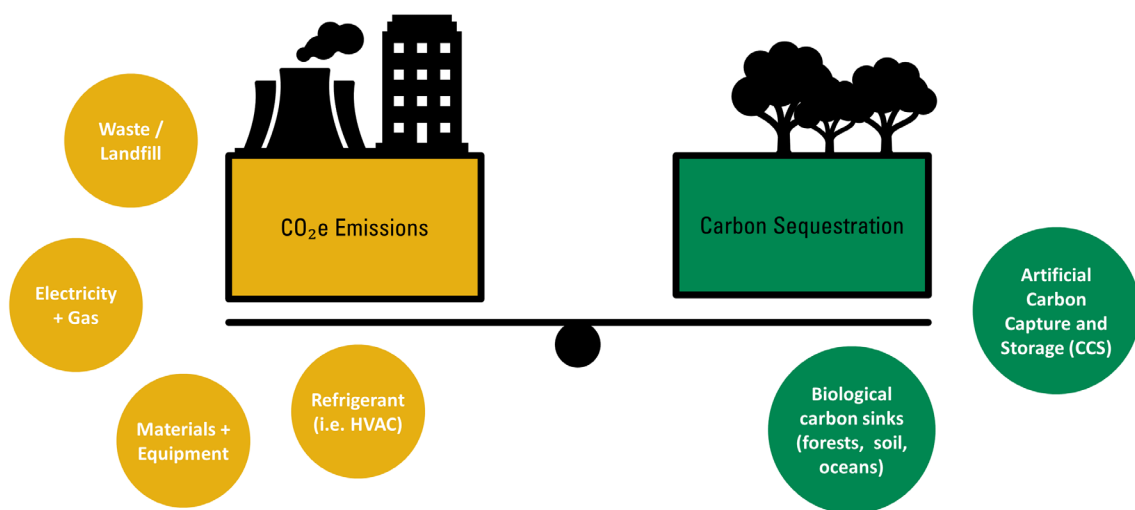 Waste /
Landfill
CO₂e Emissions
Carbon Sequestration
Electricity
+ Gas
Artificial
Carbon
Capture and
Storage (CCS)
Materials +
Equipment
Refrigerant
(i.e. HVAC)
Biological
carbon sinks
(forests, soil,
oceans)